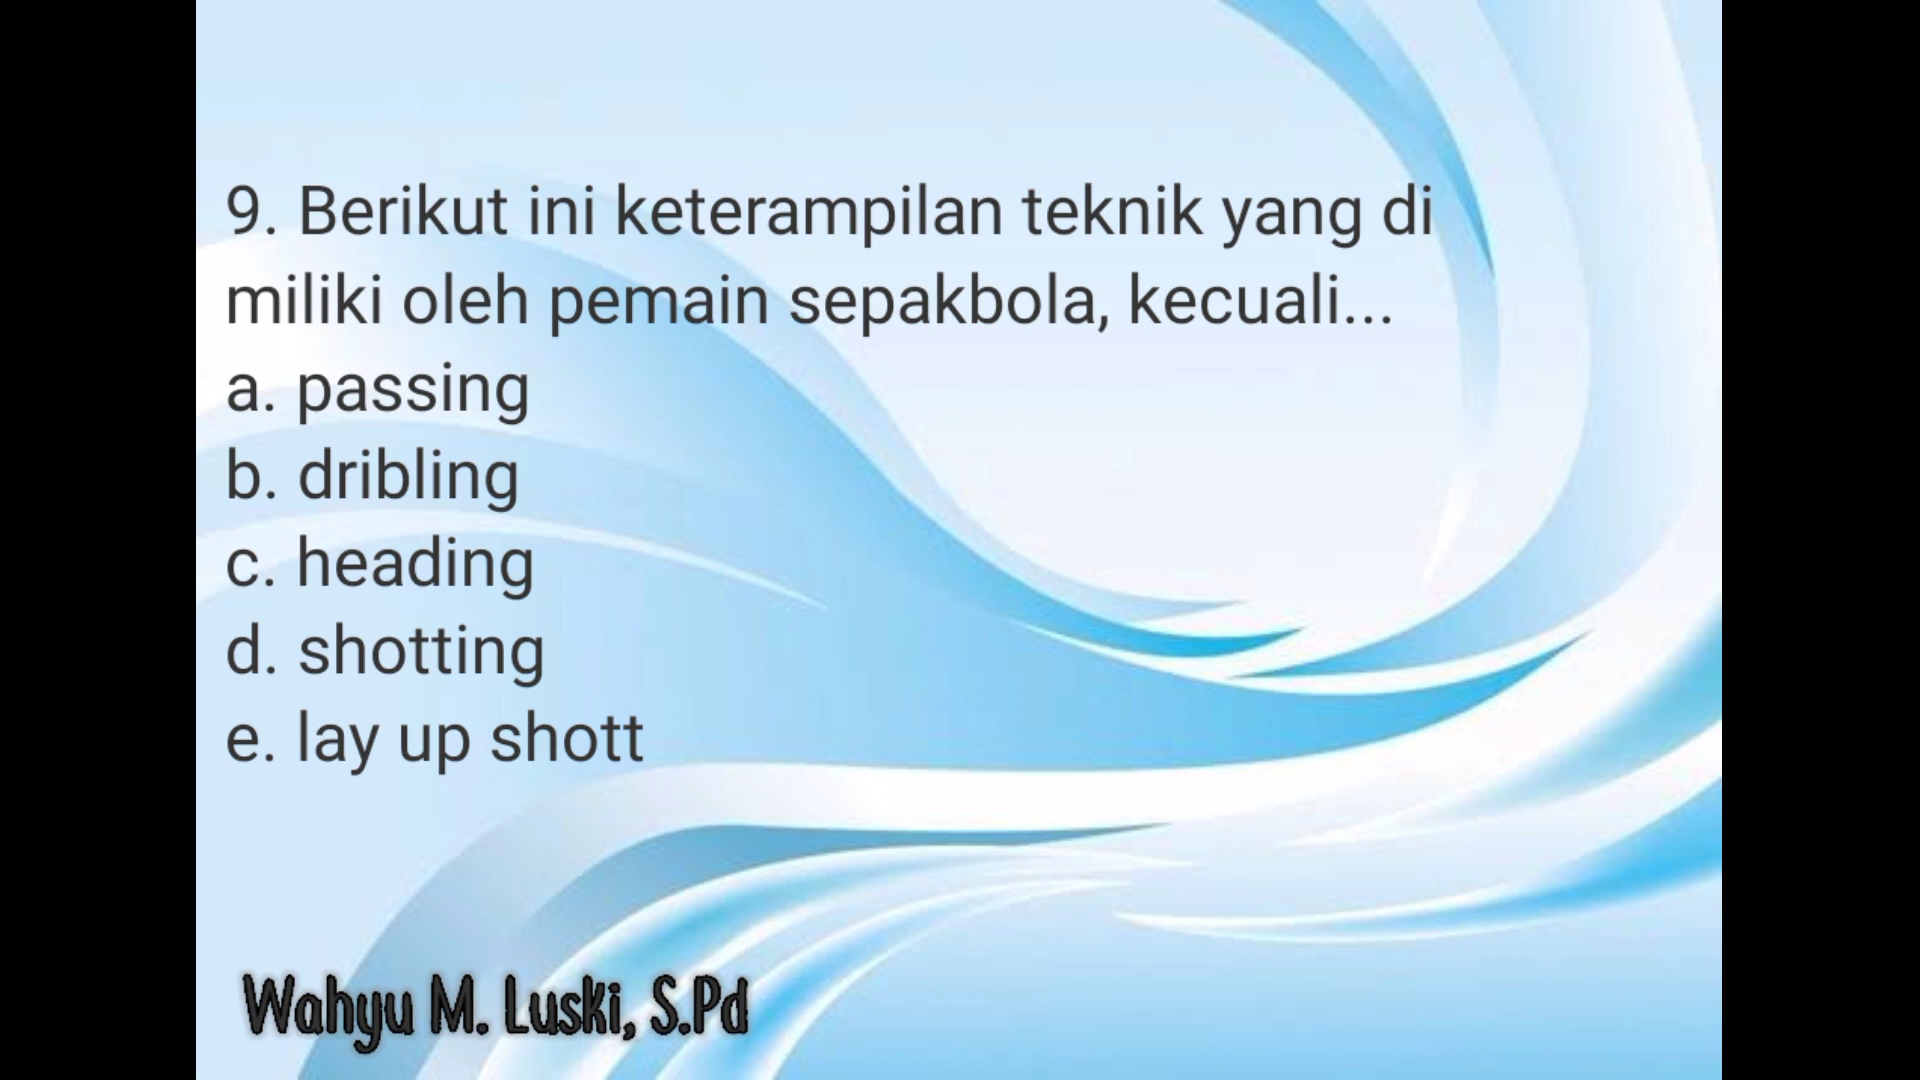 9. Berikut ini keterampilan teknik yang di
miliki oleh pemain sepakbola, kecuali...
a. passing
b. dribling
c. heading
d. shotting
e. lay up shott
Wahyu M. Luski, S.Pd